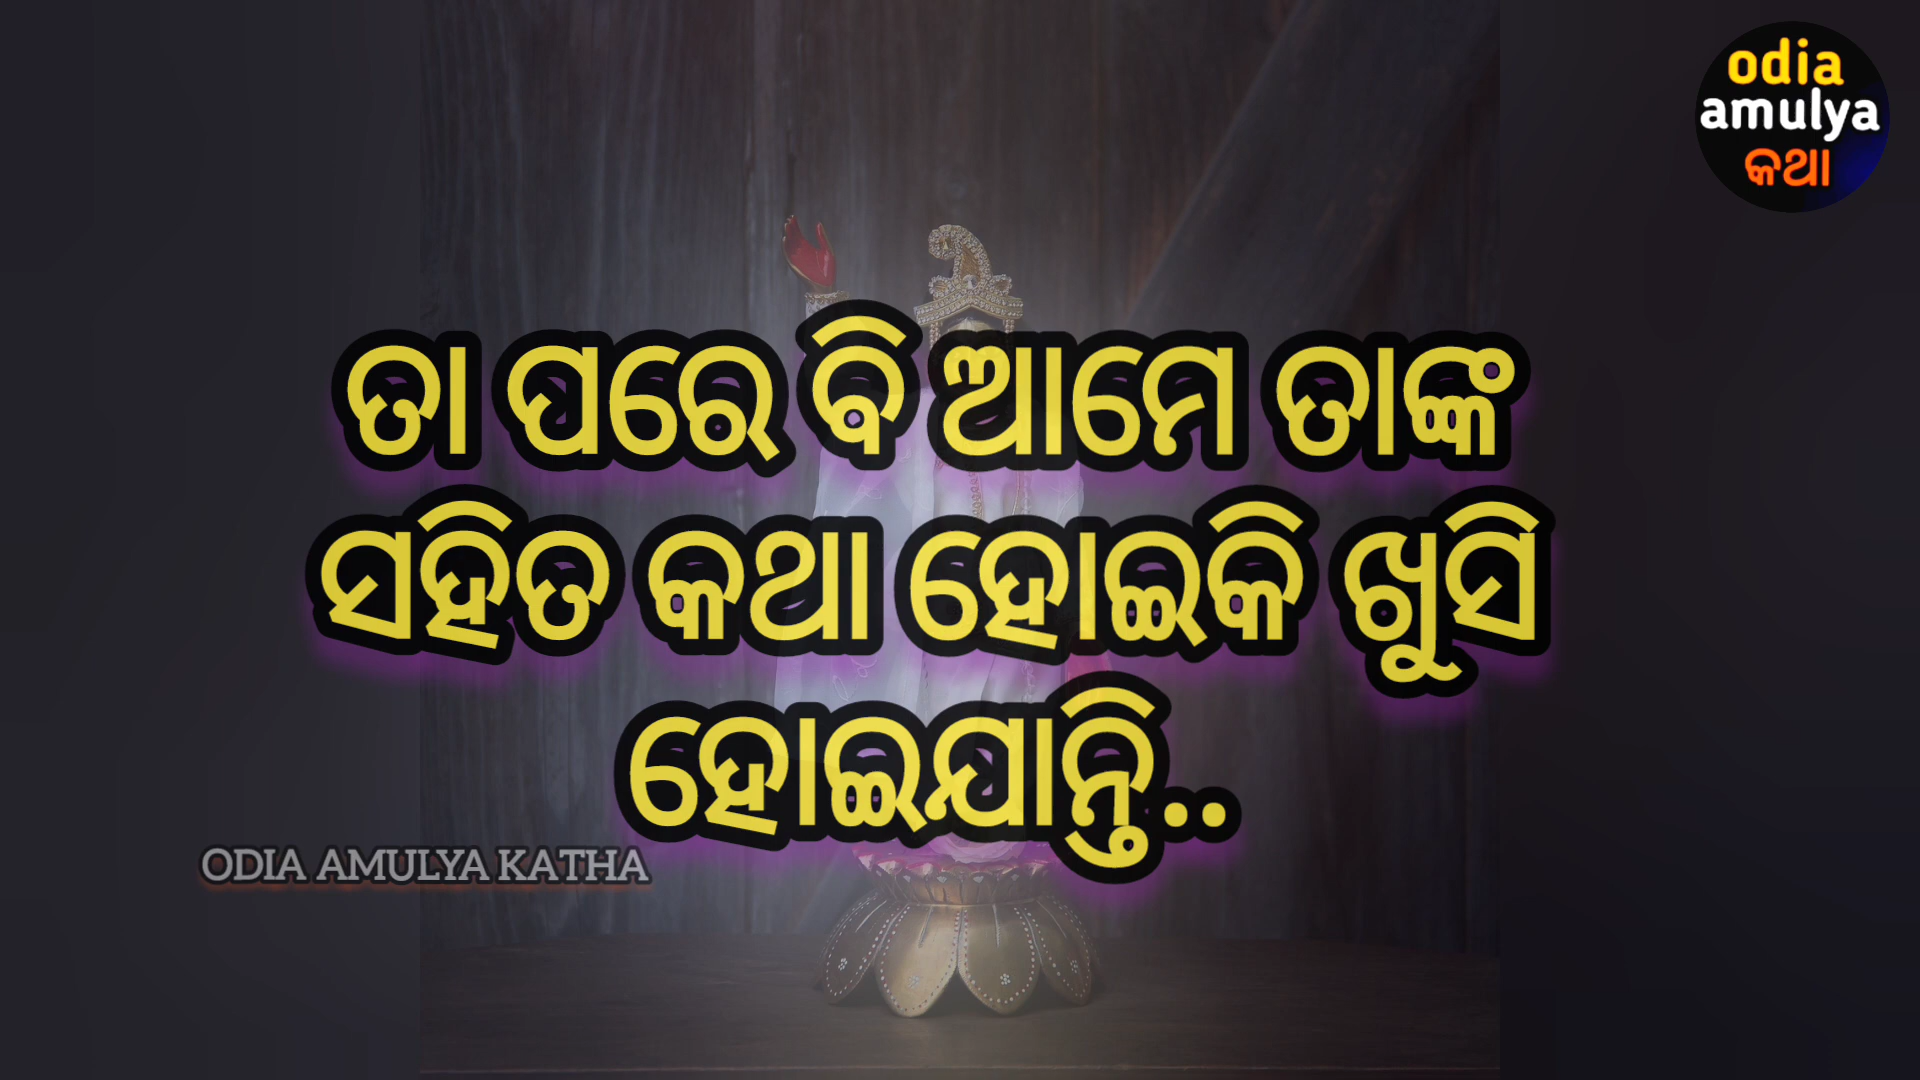 odia
amulya
କଥା
ତା ପରେ ବି ଆମେ ତାଙ୍କ
ସହିତ କଥା ହୋଇକି ଖୁସି
ହୋଇଯାନ୍ତି..
ODIA AMULYA KATHA